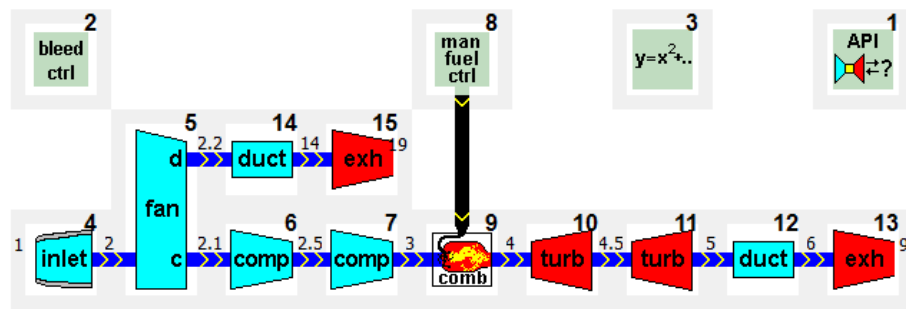 2
8
3
1
bleed
ctrl
man
fuel
ctrl
y=x²+..
API
⇄?
5
2.2
14
14
15
19
d
duct
exh
fan
4
6
7
9
10
11
12
13
1
inlet
2
c
2.1
comp
2.5
comp
3
comb
4
turb
4.5
turb
5
duct
6
exh
9